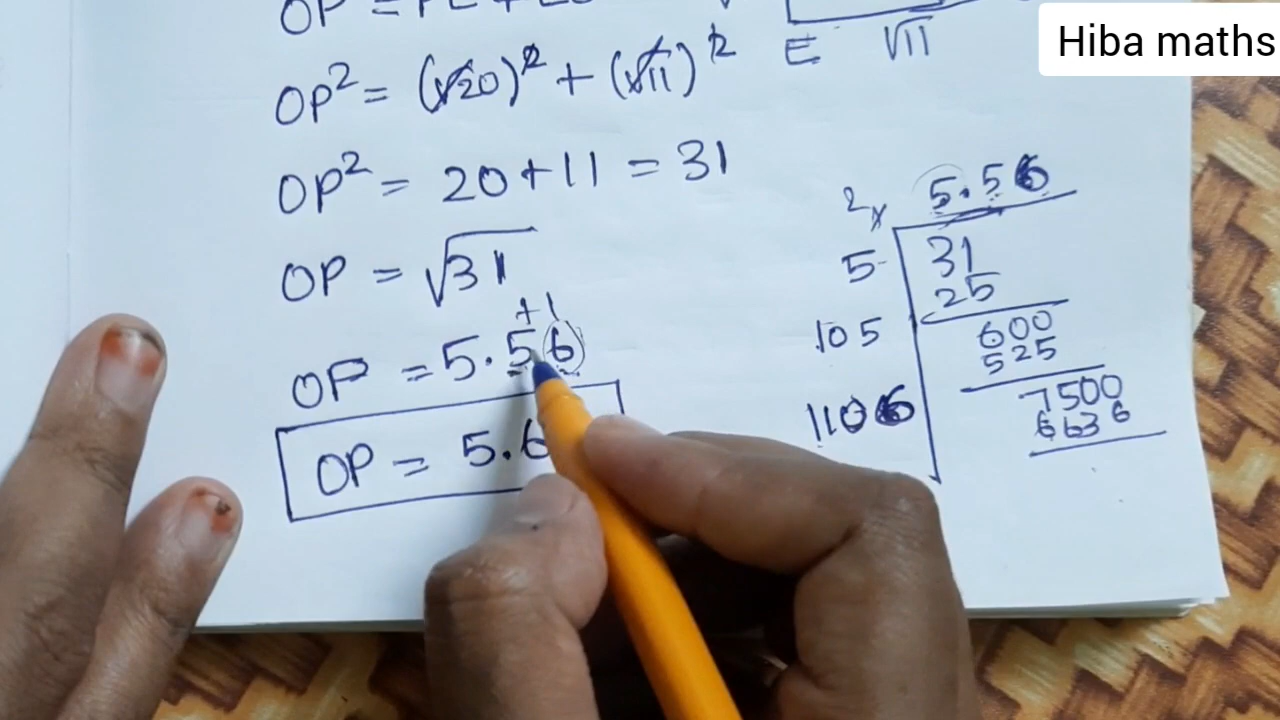 Hiba maths
OP² = (√20)² + (√11)²
E √11
OP² = 20+11 = 31
OP = √31
+1
OP = 5.56
OP = 5.6
2x 5.56
5 31
25
105 600
525
1106 7500
6636